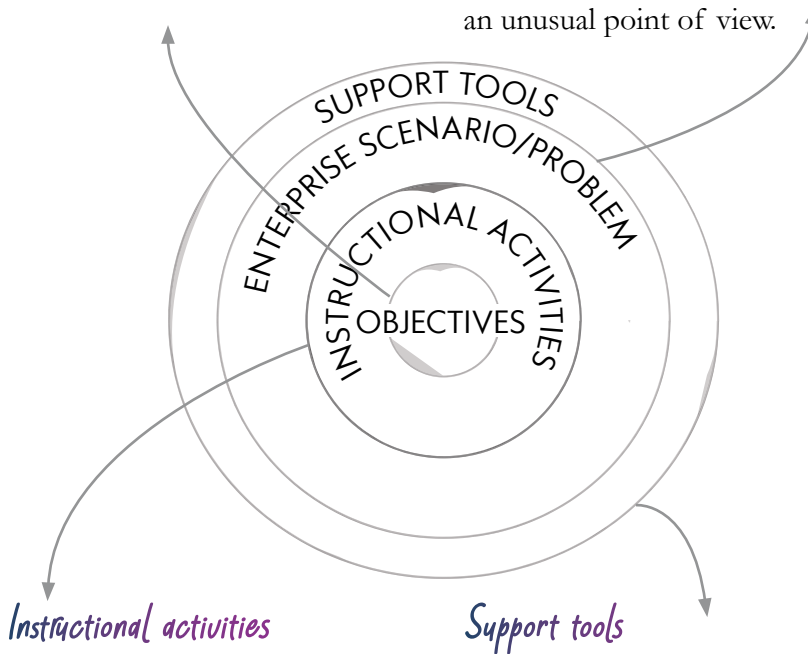 an unusual point of view.
SUPPORT TOOLS
ENTERPRISE SCENARIO/PROBLEM
INSTRUCTIONAL ACTIVITIES
OBJECTIVES
Instructional activities
Support tools